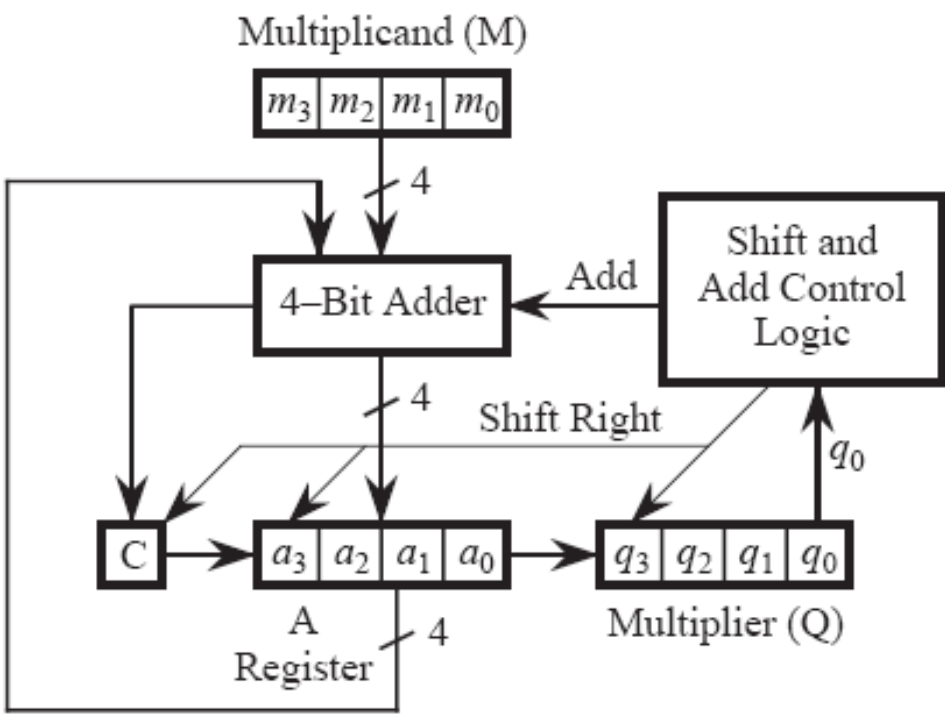 Multiplicand (M)
m3 m2 m1 m0
4
4–Bit Adder
Add
Shift and
Add Control
Logic
4
Shift Right
q0
C
a3 a2 a1 a0
q3 q2 q1 q0
A
Register
4
Multiplier (Q)